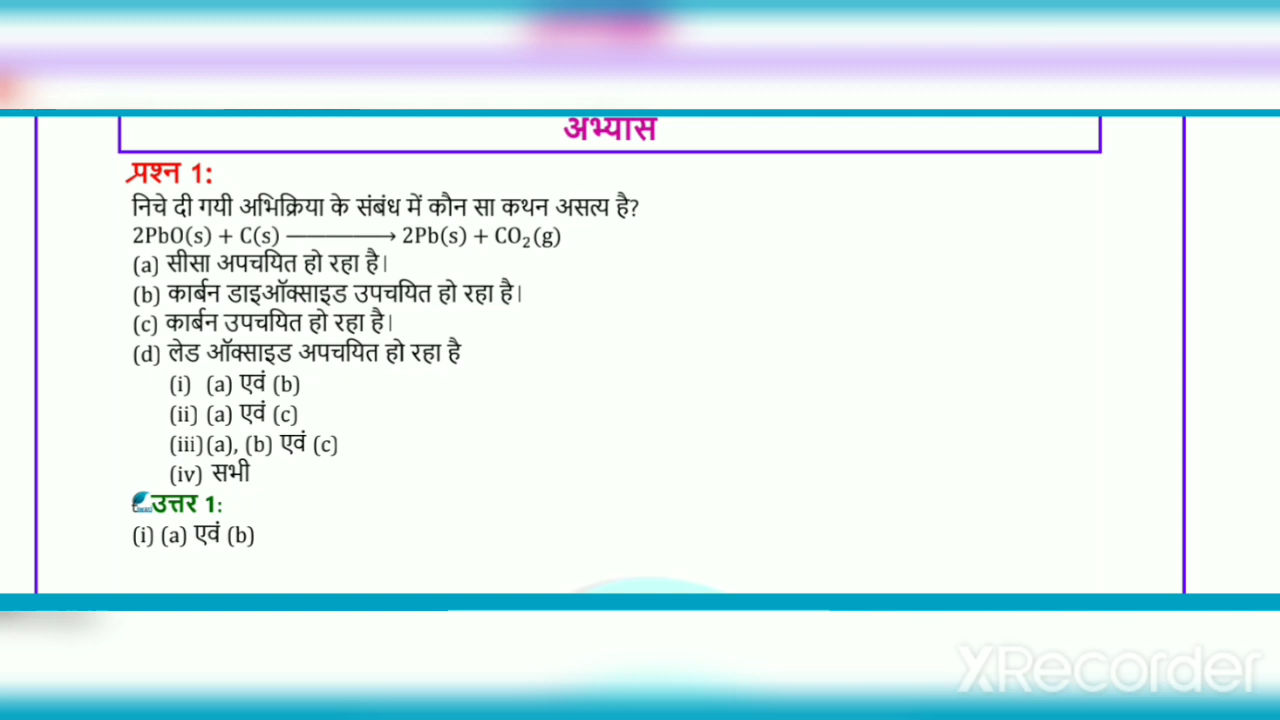 अभ्यास
प्रश्न 1:
निचे दी गयी अभिक्रिया के संबंध में कौन सा कथन असत्य है?
2PbO(s) + C(s) ————→ 2Pb(s) + CO₂(g)
(a) सीसा अपचयित हो रहा है।
(b) कार्बन डाइऑक्साइड उपचयित हो रहा है।
(c) कार्बन उपचयित हो रहा है।
(d) लेड ऑक्साइड अपचयित हो रहा है
(i) (a) एवं (b)
(ii) (a) एवं (c)
(iii) (a), (b) एवं (c)
(iv) सभी
उत्तर 1:
(i) (a) एवं (b)
XRecorder